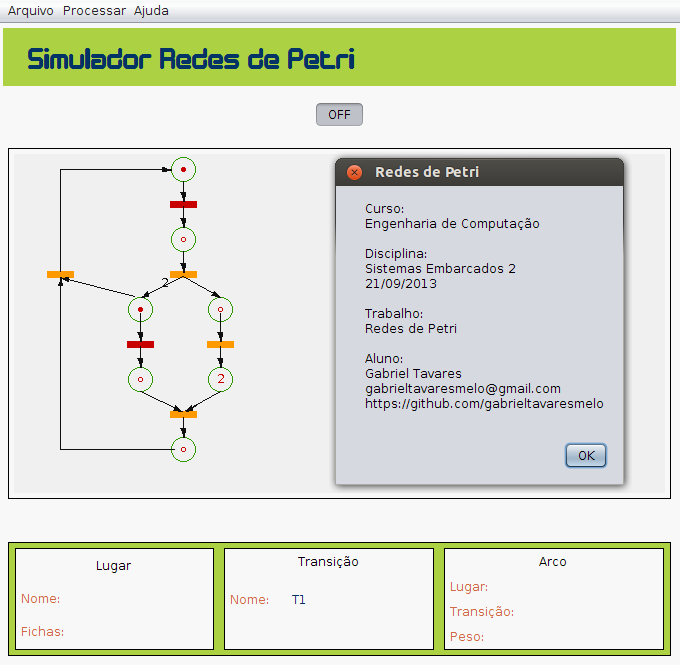 Arquivo Processar Ajuda
Simulador Redes de Petri
OFF
2
2
Redes de Petri
Curso:
Engenharia de Computação
Disciplina:
Sistemas Embarcados 2
21/09/2013
Trabalho:
Redes de Petri
Aluno:
Gabriel Tavares
gabrieltavaresmelo@gmail.com
https://github.com/gabrieltavaresmelo
OK
Lugar
Nome:
Fichas:
Transição
Nome: T1
Arco
Lugar:
Transição:
Peso: